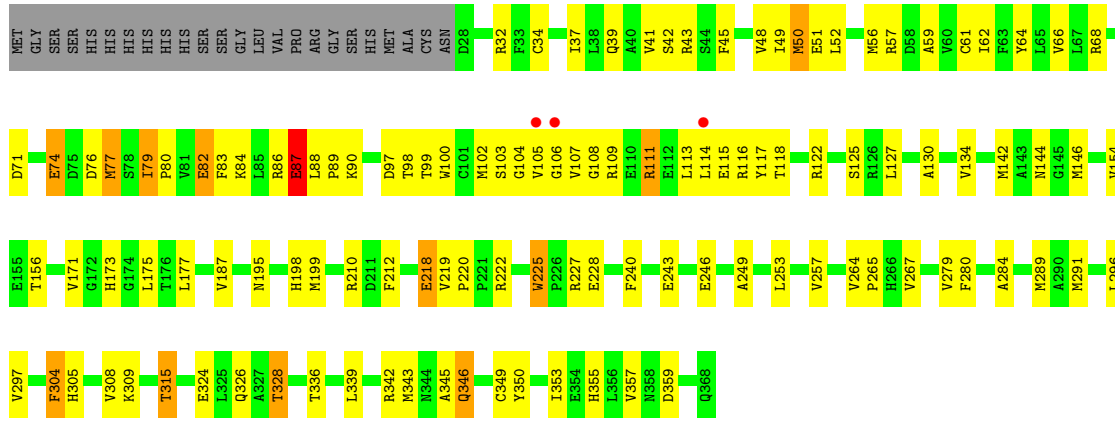 MET GLY SER SER HIS HIS HIS HIS HIS HIS SER SER GLY LEU VAL PRO ARG GLY SER HIS MET ALA CYS ASN D28 R32 F33 C34 I37 L38 Q39 A40 V41 S42 R43 S44 F45 V48 I49 M50 E51 L52 M56 R57 D58 A59 V60 C61 I62 F63 Y64 L65 V66 L67 R68
D71 E74 D75 D76 M77 S78 I79 P80 V81 E82 F83 K84 L85 R86 E87 L88 P89 K90 D97 T98 T99 W100 C101 M102 S103 G104 V105 G106 V107 G108 R109 E110 R111 E112 L113 L114 E115 R116 Y117 T118 R122 S125 R126 L127 A130 V134 M142 A143 N144 G145 M146 V154
E155 T156 V171 G172 H173 G174 L175 T176 L177 V187 N195 H198 M199 R210 D211 F212 E218 V219 P220 P221 R222 W225 P226 R227 E228 F240 E243 E246 A249 L253 V257 V264 P265 H266 V267 V279 F280 A284 M289 A290 M291 L296
V297 F304 H305 V308 K309 T315 E324 L325 Q326 A327 T328 T336 L339 R342 M343 N344 A345 Q346 C349 Y350 I353 E354 H355 L356 V357 N358 D359 Q368